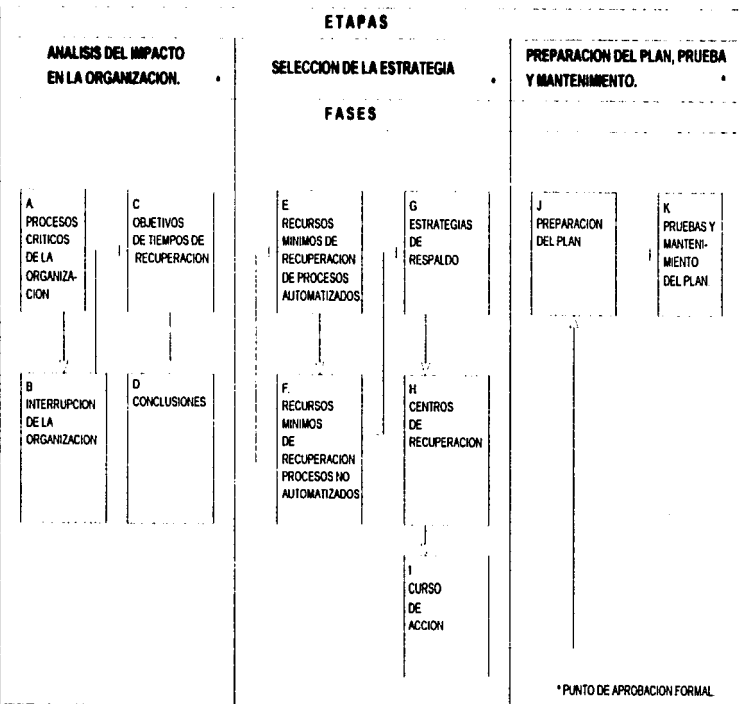 ETAPAS
ANALISIS DEL IMPACTO
EN LA ORGANIZACION. *
SELECCION DE LA ESTRATEGIA *
PREPARACION DEL PLAN, PRUEBA
Y MANTENIMIENTO. *
FASES
A
PROCESOS
CRITICOS
DE LA
ORGANIZA-
CION
B
INTERRUPCION
DE LA
ORGANIZACION
C
OBJETIVOS
DE TIEMPOS DE
RECUPERACION
D
CONCLUSIONES
E
RECURSOS
MINIMOS DE
RECUPERACION
DE PROCESOS
AUTOMATIZADOS
F.
RECURSOS
MINIMOS
DE
RECUPERACION
PROCESOS NO
AUTOMATIZADOS
G
ESTRATEGIAS
DE
RESPALDO
H
CENTROS
DE
RECUPERACION
I
CURSO
DE
ACCION
J
PREPARACION
DEL PLAN
K
PRUEBAS Y
MANTENI-
MIENTO
DEL PLAN
* PUNTO DE APROBACION FORMAL